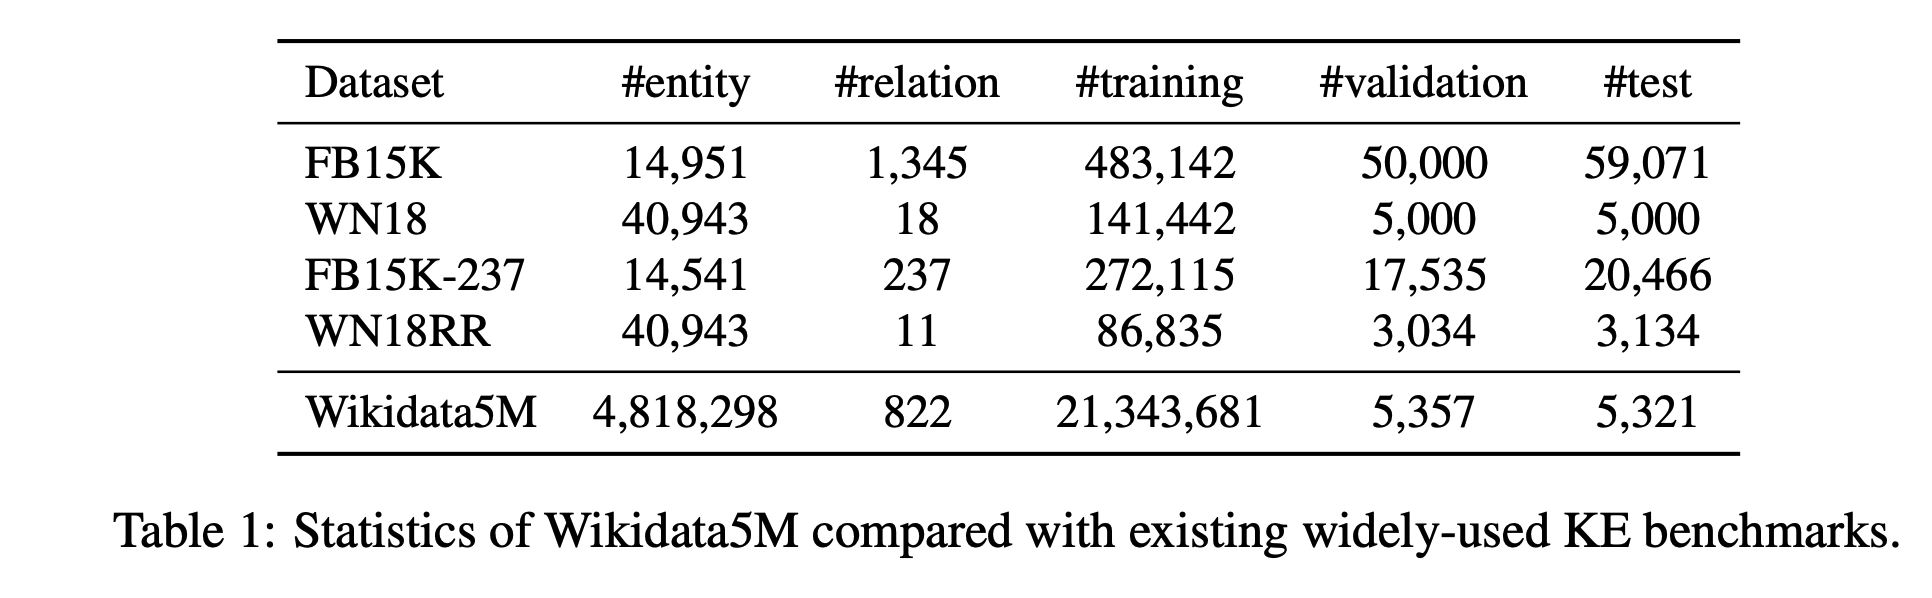 Dataset #entity #relation #training #validation #test
FB15K 14,951 1,345 483,142 50,000 59,071
WN18 40,943 18 141,442 5,000 5,000
FB15K-237 14,541 237 272,115 17,535 20,466
WN18RR 40,943 11 86,835 3,034 3,134
Wikidata5M 4,818,298 822 21,343,681 5,357 5,321
Table 1: Statistics of Wikidata5M compared with existing widely-used KE benchmarks.